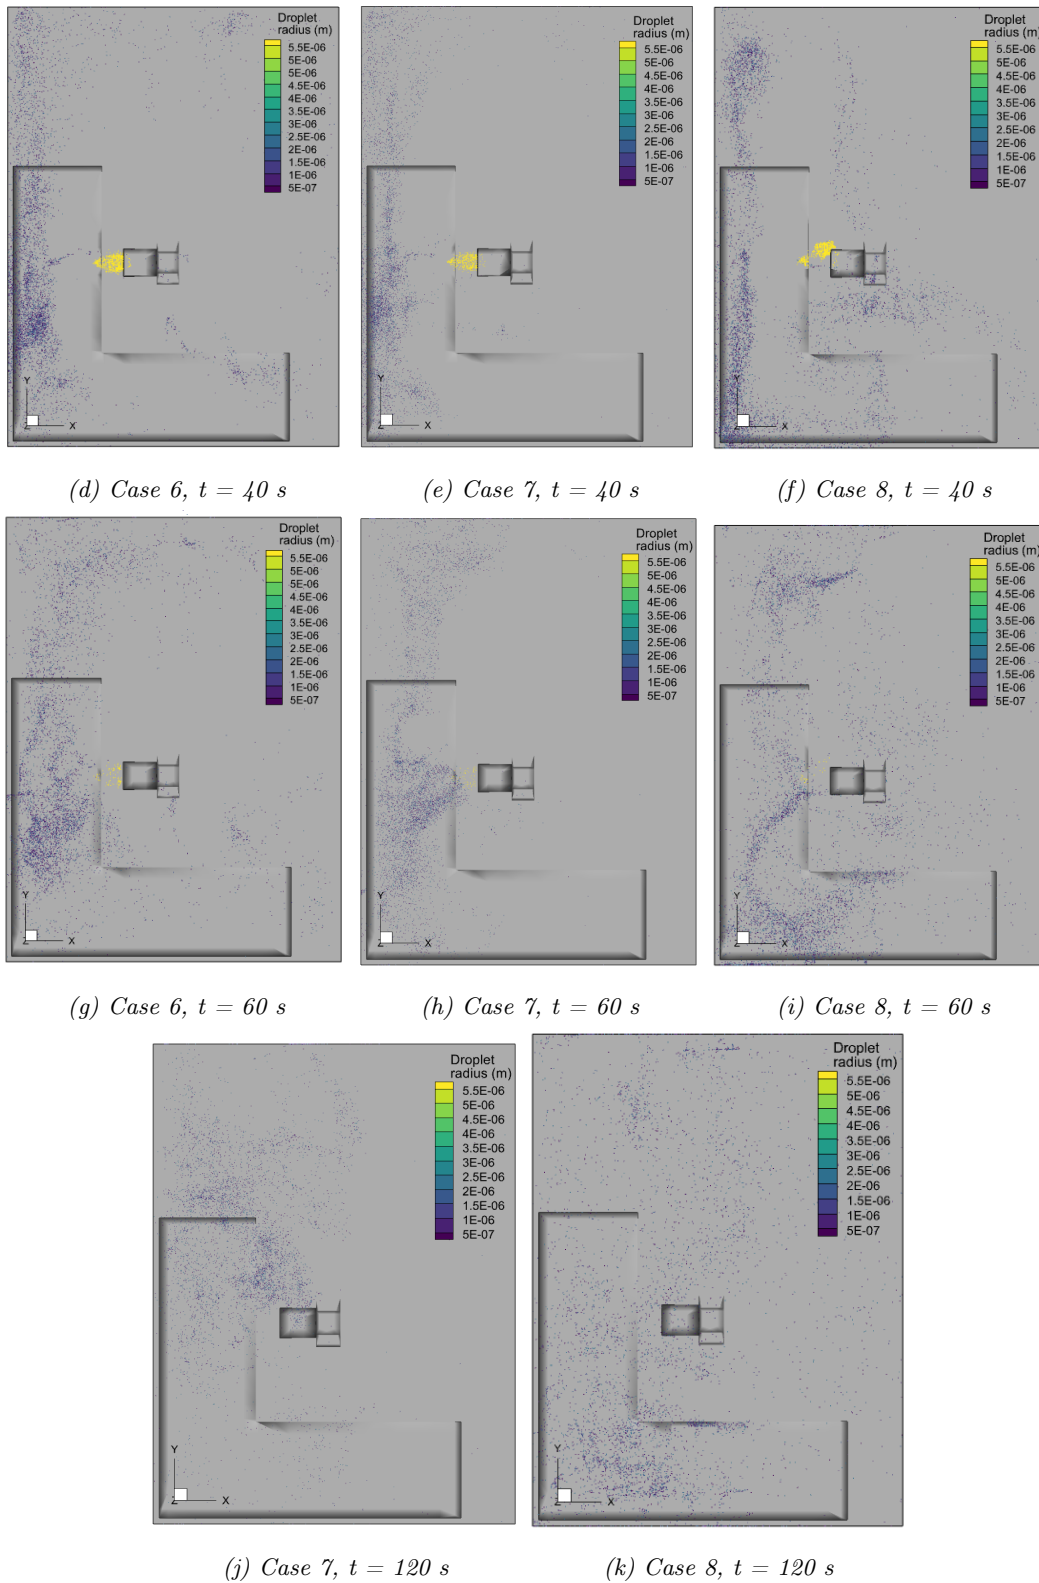 Droplet
radius (m)
5.5E-06
5E-06
5E-06
4.5E-06
4E-06
3.5E-06
3E-06
2.5E-06
2E-06
1.5E-06
1E-06
5E-07
Y
Z X
(d) Case 6, t = 40 s
Droplet
radius (m)
5.5E-06
5E-06
5E-06
4.5E-06
4E-06
3.5E-06
3E-06
2.5E-06
2E-06
1.5E-06
1E-06
5E-07
Y
Z X
(e) Case 7, t = 40 s
Droplet
radius (m)
5.5E-06
5E-06
5E-06
4.5E-06
4E-06
3.5E-06
3E-06
2.5E-06
2E-06
1.5E-06
1E-06
5E-07
Y
Z X
(f) Case 8, t = 40 s
Droplet
radius (m)
5.5E-06
5E-06
5E-06
4.5E-06
4E-06
3.5E-06
3E-06
2.5E-06
2E-06
1.5E-06
1E-06
5E-07
Y
Z X
(g) Case 6, t = 60 s
Droplet
radius (m)
5.5E-06
5E-06
5E-06
4.5E-06
4E-06
3.5E-06
3E-06
2.5E-06
2E-06
1.5E-06
1E-06
5E-07
Y
Z X
(h) Case 7, t = 60 s
Droplet
radius (m)
5.5E-06
5E-06
5E-06
4.5E-06
4E-06
3.5E-06
3E-06
2.5E-06
2E-06
1.5E-06
1E-06
5E-07
Y
Z X
(i) Case 8, t = 60 s
Droplet
radius (m)
5.5E-06
5E-06
5E-06
4.5E-06
4E-06
3.5E-06
3E-06
2.5E-06
2E-06
1.5E-06
1E-06
5E-07
Y
Z X
(j) Case 7, t = 120 s
Droplet
radius (m)
5.5E-06
5E-06
5E-06
4.5E-06
4E-06
3.5E-06
3E-06
2.5E-06
2E-06
1.5E-06
1E-06
5E-07
Y
Z X
(k) Case 8, t = 120 s